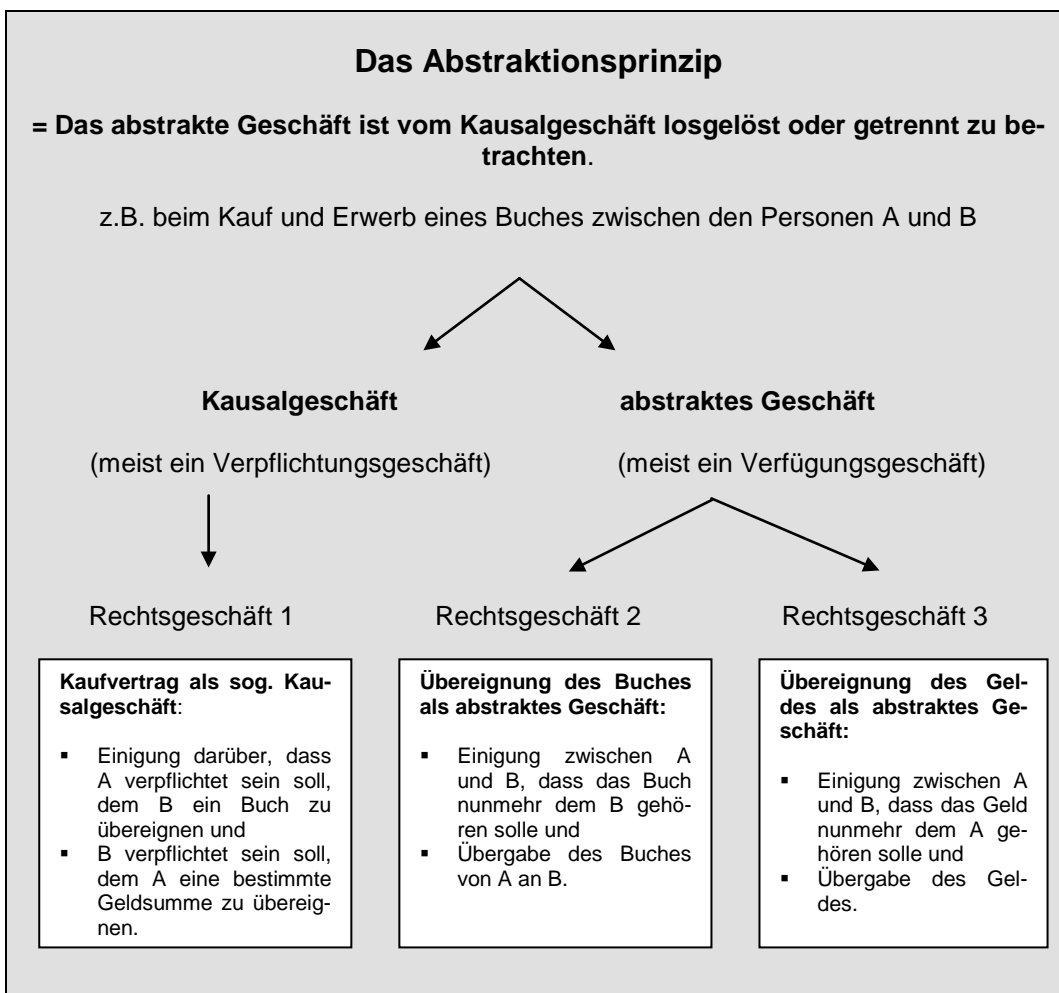 Das Abstraktionsprinzip
= Das abstrakte Geschäft ist vom Kausalgeschäft losgelöst oder getrennt zu be-
trachten.
z.B. beim Kauf und Erwerb eines Buches zwischen den Personen A und B
Kausalgeschäft
abstraktes Geschäft
(meist ein Verpflichtungsgeschäft)
(meist ein Verfügungsgeschäft)
Rechtsgeschäft 1
Rechtsgeschäft 2
Rechtsgeschäft 3
Kaufvertrag als sog. Kau-
salgeschäft:
▪ Einigung darüber, dass
A verpflichtet sein soll,
dem B ein Buch zu
übereignen und
▪ B verpflichtet sein soll,
dem A eine bestimmte
Geldsumme zu übereig-
nen.
Übereignung des Buches
als abstraktes Geschäft:
▪ Einigung zwischen A
und B, dass das Buch
nunmehr dem B gehö-
ren solle und
▪ Übergabe des Buches
von A an B.
Übereignung des Gel-
des als abstraktes Ge-
schäft:
▪ Einigung zwischen A
und B, dass das Geld
nunmehr dem A ge-
hören solle und
▪ Übergabe des Gel-
des.